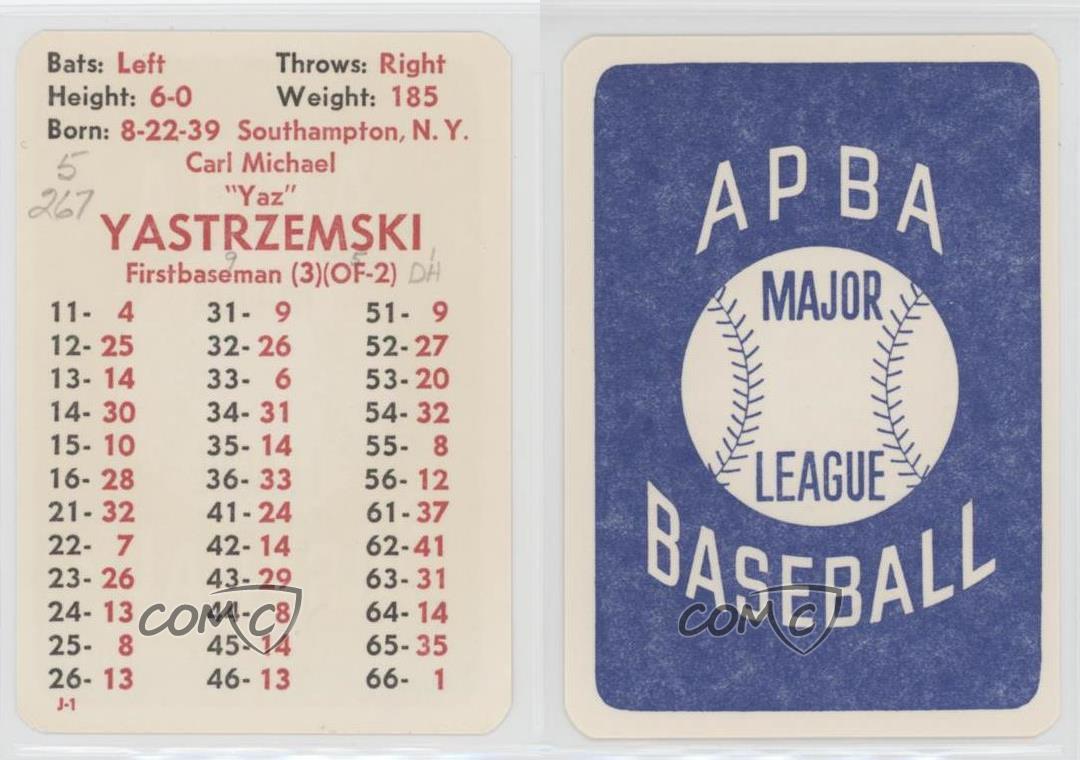 Bats: Left Throws: Right
Height: 6-0 Weight: 185
Born: 8-22-39 Southampton, N. Y.
5
267
Carl Michael
"Yaz"
YASTRZEMSKI
9 5 1
Firstbaseman (3)(OF-2) DH
11- 4 31- 9 51- 9
12- 25 32- 26 52- 27
13- 14 33- 6 53- 20
14- 30 34- 31 54- 32
15- 10 35- 14 55- 8
16- 28 36- 33 56- 12
21- 32 41- 24 61- 37
22- 7 42- 14 62- 41
23- 26 43- 29 63- 31
24- 13 44- 8 64- 14
25- 8 45- 14 65- 35
26- 13 46- 13 66- 1
J-1
COMC
APBA
MAJOR
LEAGUE
BASEBALL
COMC